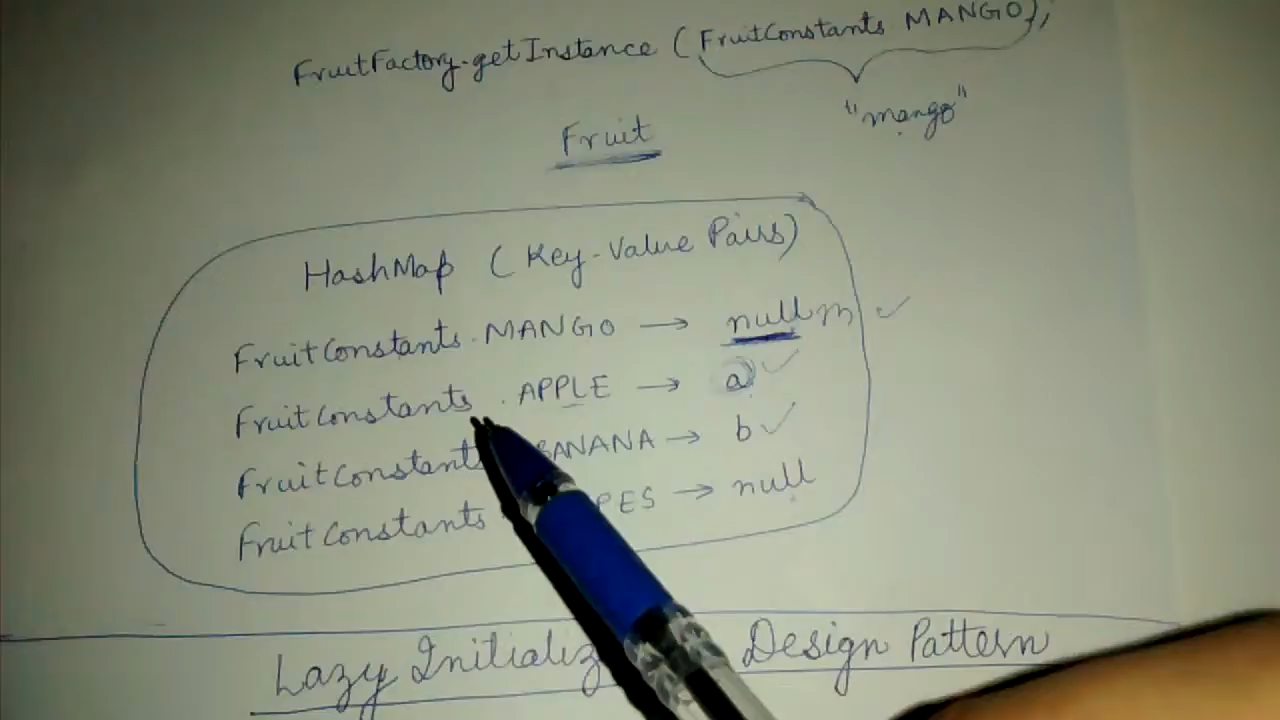 FruitFactory.getInstance (FruitConstants MANGO);
"mango"
Fruit
HashMap (Key-Value Pairs)
FruitConstants.MANGO → null m ✓
FruitConstants.APPLE → a ✓
FruitConstants BANANA → b ✓
FruitConstants PES → null
Lazy Initializ Design Pattern